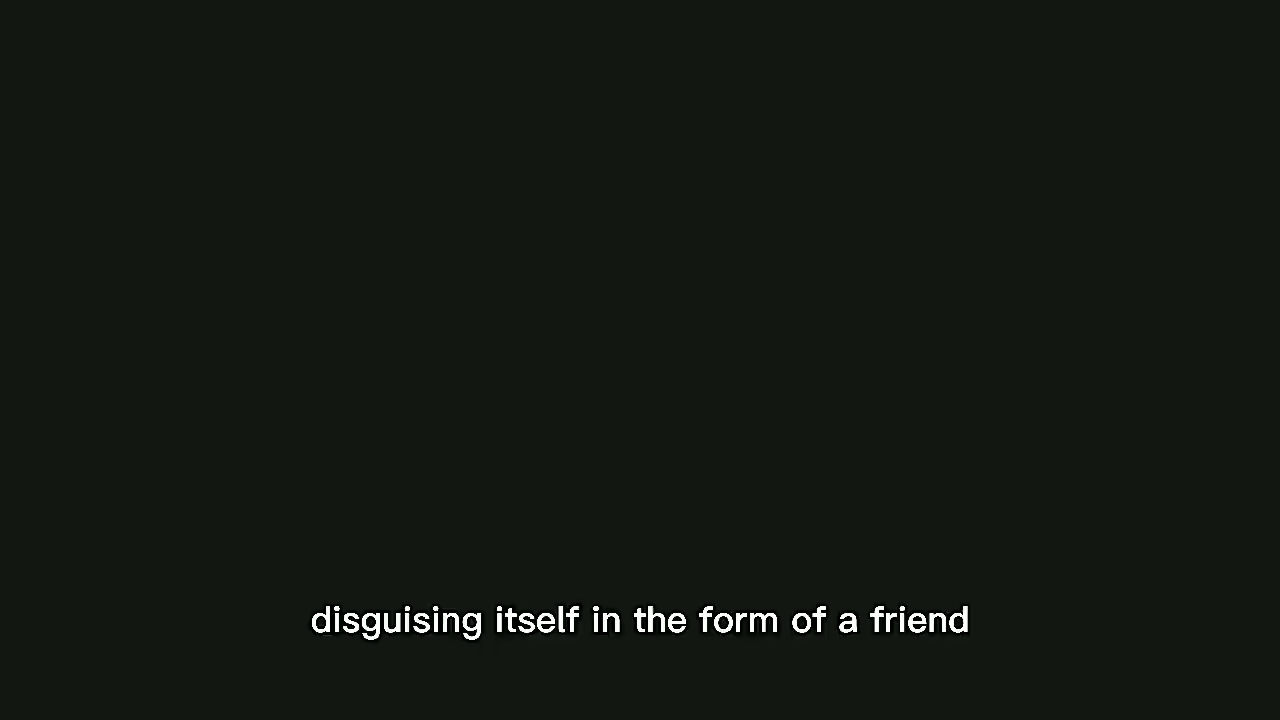 disguising itself in the form of a friend